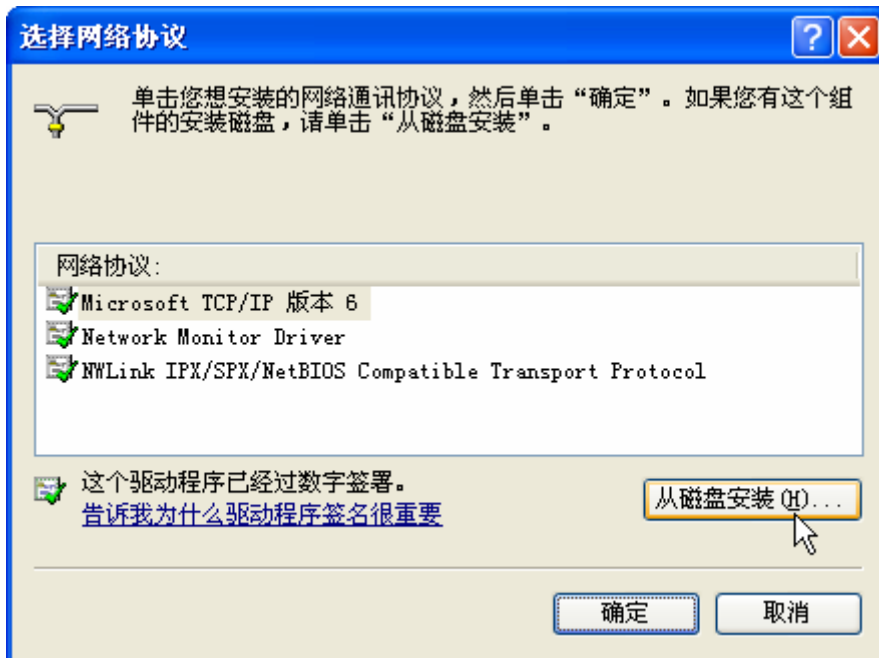 选择网络协议
单击您想安装的网络通讯协议，然后单击“确定”。如果您有这个组
件的安装磁盘，请单击“从磁盘安装”。
网络协议:
Microsoft TCP/IP 版本 6
Network Monitor Driver
NWLink IPX/SPX/NetBIOS Compatible Transport Protocol
这个驱动程序已经过数字签署。
告诉我为什么驱动程序签名很重要
从磁盘安装(H)...
确定
取消